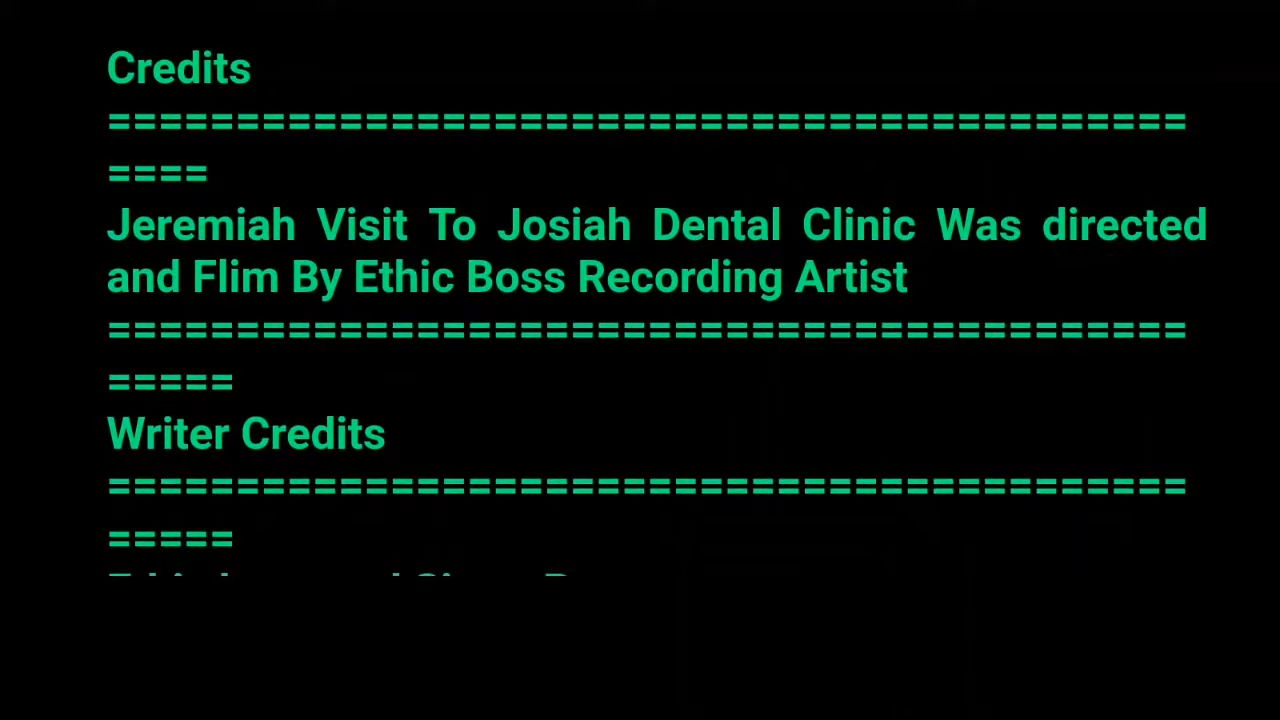 Credits
==========================================
====
Jeremiah Visit To Josiah Dental Clinic Was directed
and Flim By Ethic Boss Recording Artist
==========================================
=====
Writer Credits
==========================================
=====